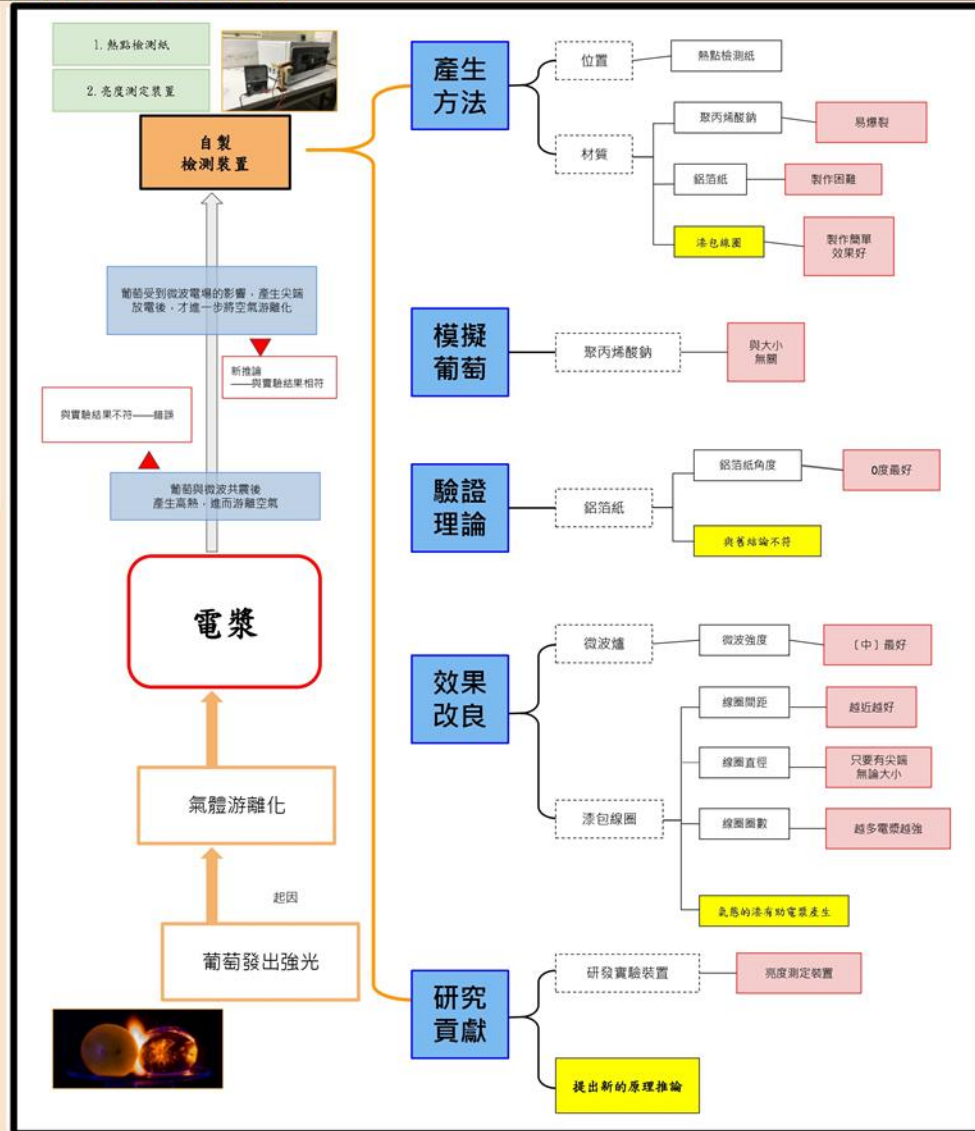 1. 熱點檢測紙
2. 亮度測定裝置
自製
檢測裝置
葡萄受到微波電場的影響，產生尖端
放電後，才進一步將空氣游離化
新推論
——與實驗結果相符
與實驗結果不符——錯誤
葡萄與微波共震後
產生高熱，進而游離空氣
電漿
氣體游離化
起因
葡萄發出強光
產生
方法
位置
熱點檢測紙
材質
聚丙烯酸鈉
易爆裂
鋁箔紙
製作困難
漆包線圈
製作簡單
效果好
模擬
葡萄
聚丙烯酸鈉
與大小
無關
驗證
理論
鋁箔紙
鋁箔紙角度
0度最好
與舊結論不符
效果
改良
微波爐
微波強度
〔中〕最好
漆包線圈
線圈間距
越近越好
線圈直徑
只要有尖端
無論大小
線圈圈數
越多電漿越強
氣態的漆有助電漿產生
研究
貢獻
研發實驗裝置
亮度測定裝置
提出新的原理推論